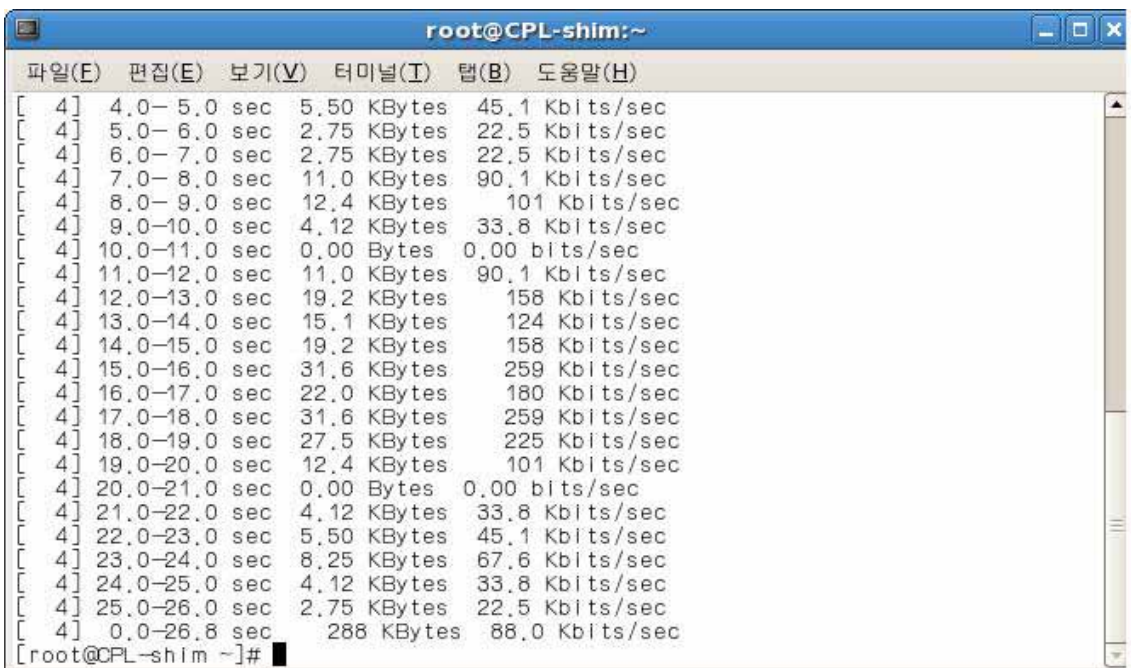 root@CPL-shim:~
파일(F) 편집(E) 보기(V) 터미널(T) 탭(B) 도움말(H)
[  4]  4.0- 5.0 sec  5.50 KBytes  45.1 Kbits/sec
[  4]  5.0- 6.0 sec  2.75 KBytes  22.5 Kbits/sec
[  4]  6.0- 7.0 sec  2.75 KBytes  22.5 Kbits/sec
[  4]  7.0- 8.0 sec  11.0 KBytes  90.1 Kbits/sec
[  4]  8.0- 9.0 sec  12.4 KBytes    101 Kbits/sec
[  4]  9.0-10.0 sec  4.12 KBytes  33.8 Kbits/sec
[  4] 10.0-11.0 sec  0.00 Bytes  0.00 bits/sec
[  4] 11.0-12.0 sec  11.0 KBytes  90.1 Kbits/sec
[  4] 12.0-13.0 sec  19.2 KBytes    158 Kbits/sec
[  4] 13.0-14.0 sec  15.1 KBytes    124 Kbits/sec
[  4] 14.0-15.0 sec  19.2 KBytes    158 Kbits/sec
[  4] 15.0-16.0 sec  31.6 KBytes    259 Kbits/sec
[  4] 16.0-17.0 sec  22.0 KBytes    180 Kbits/sec
[  4] 17.0-18.0 sec  31.6 KBytes    259 Kbits/sec
[  4] 18.0-19.0 sec  27.5 KBytes    225 Kbits/sec
[  4] 19.0-20.0 sec  12.4 KBytes    101 Kbits/sec
[  4] 20.0-21.0 sec  0.00 Bytes  0.00 bits/sec
[  4] 21.0-22.0 sec  4.12 KBytes  33.8 Kbits/sec
[  4] 22.0-23.0 sec  5.50 KBytes  45.1 Kbits/sec
[  4] 23.0-24.0 sec  8.25 KBytes  67.6 Kbits/sec
[  4] 24.0-25.0 sec  4.12 KBytes  33.8 Kbits/sec
[  4] 25.0-26.0 sec  2.75 KBytes  22.5 Kbits/sec
[  4]  0.0-26.8 sec    288 KBytes  88.0 Kbits/sec
[root@CPL-shim ~]#